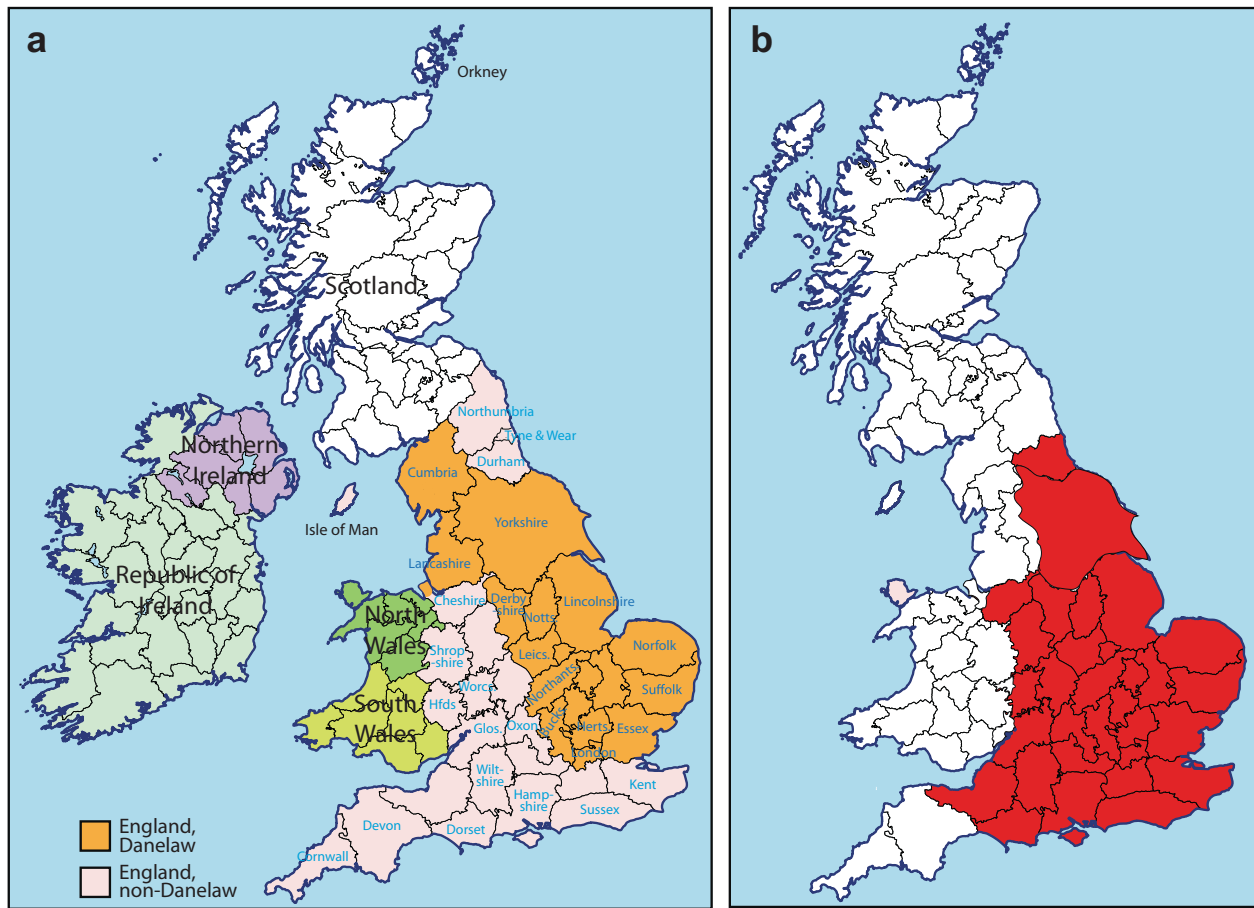 a
b
Orkney
Scotland
Northumbria
Tyne & Wear
Durham
Northern
Ireland
Cumbria
Isle of Man
Yorkshire
Lancashire
Republic of
Ireland
Cheshire
Derby
-shire
Lincolnshire
Notts.
North
Wales
Shrop
-shire
Leics.
Norfolk
Northants
Worcs.
Suffolk
South
Wales
Hfds
Glos.
Oxon.
Bucks.
Herts.
Essex
London
Wilt-
shire
Hamp-
shire
Kent
Sussex
Devon
Dorset
Cornwall
England,
Danelaw
England,
non-Danelaw